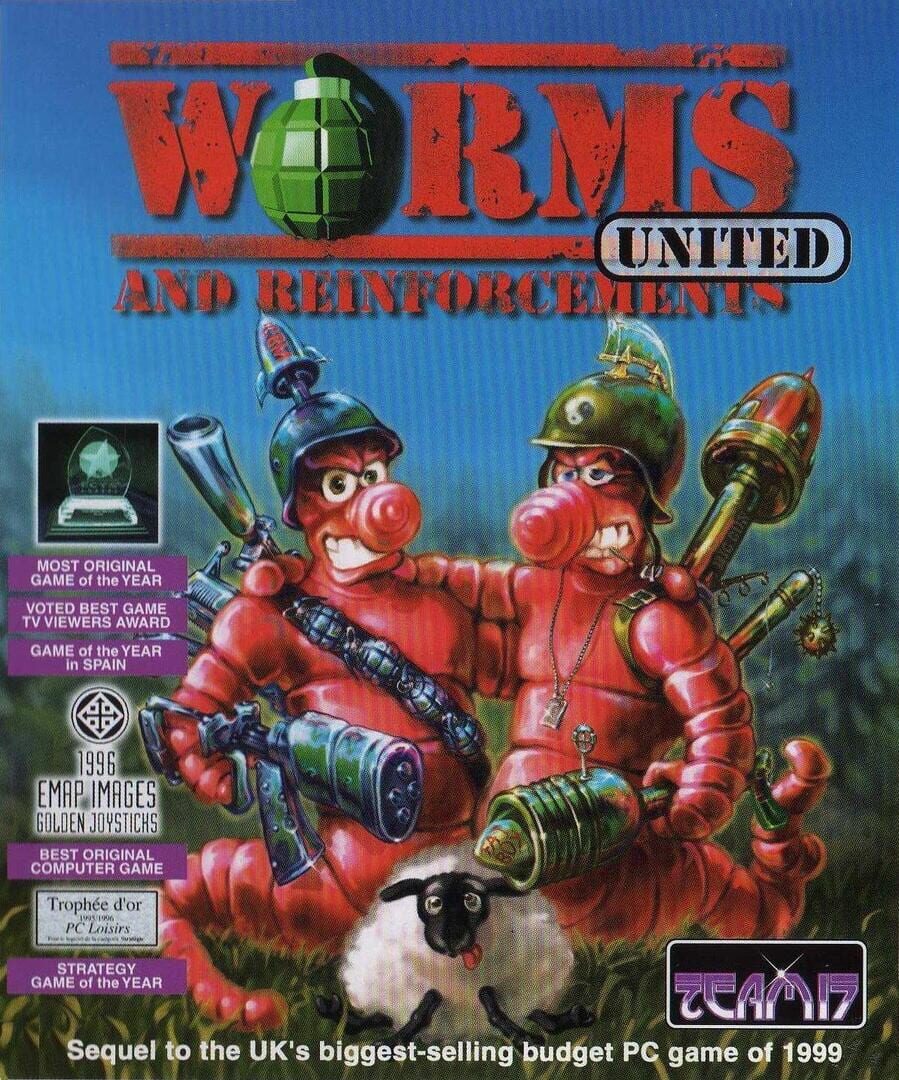 WORMS
UNITED
AND REINFORCEMENTS
MOST ORIGINAL
GAME of the YEAR
VOTED BEST GAME
TV VIEWERS AWARD
GAME of the YEAR
in SPAIN
1996
EMAP IMAGES
GOLDEN JOYSTICKS
BEST ORIGINAL
COMPUTER GAME
Trophée d'or
1995/1996
PC Loisirs
STRATEGY
GAME of the YEAR
TEAM17
Sequel to the UK's biggest-selling budget PC game of 1999